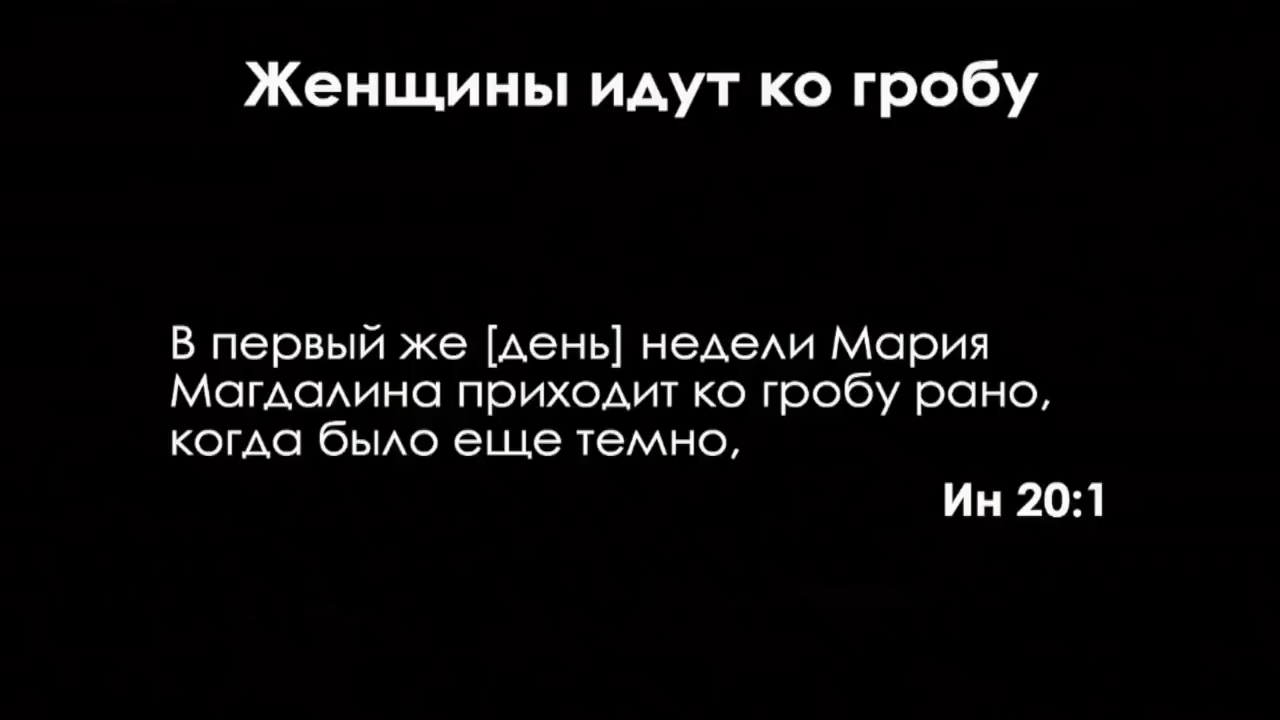 Женщины идут ко гробу
В первый же [день] недели Мария
Магдалина приходит ко гробу рано,
когда было еще темно,
Ин 20:1